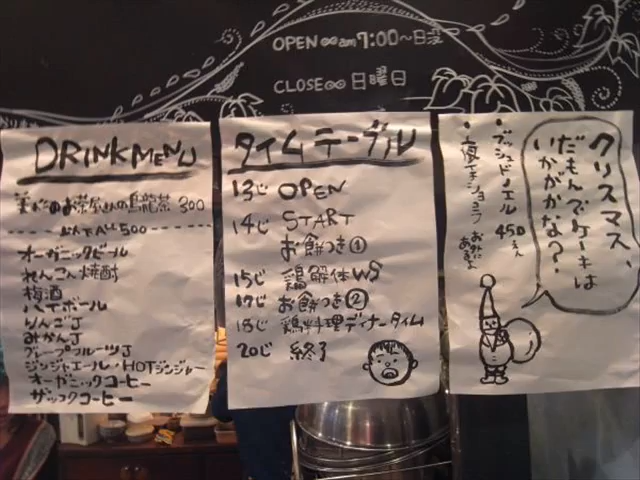 OPEN∞am 7:00～日没
CLOSE∞日曜日
DRINK MENU
のお茶屋さんの烏龍茶 300
以下ALL500
オーガニックビール
れんこん焼酎
梅酒
ハイボール
りんごJ
みかんJ
グレープフルーツJ
ジンジャエール・HOTジンジャー
オーガニックコーヒー
ザッコクコーヒー
タイムテーブル
13じ OPEN
14じ START
お餅つき①
15じ 鶏解体WS
17じ お餅つき②
18じ 鶏料理ディナータイム
20じ 終了
クリスマス、
だもんでケーキは
いかがかな?
・ブッシュドノエル 450えん
ショコラ